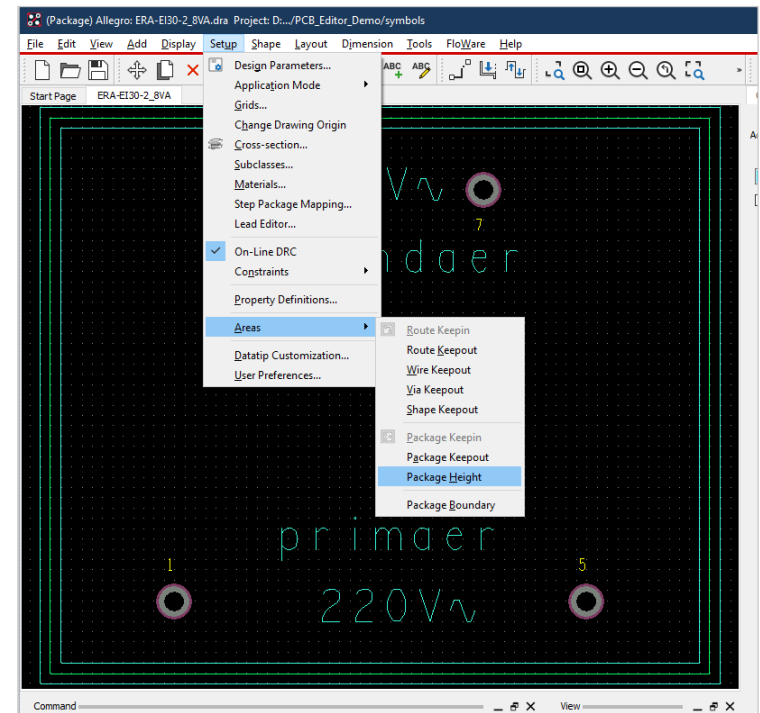 (Package) Allegro: ERA-EI30-2_8VA.dra Project: D:.../PCB_Editor_Demo/symbols
File Edit View Add Display Setup Shape Layout Dimension Tools FloWare Help
Start Page ERA-EI30-2_8VA
Design Parameters...
Application Mode
Grids...
Change Drawing Origin
Cross-section...
Subclasses...
Materials...
Step Package Mapping...
Lead Editor...
On-Line DRC
Constraints
Property Definitions...
Areas
Datatip Customization...
User Preferences...
Route Keepin
Route Keepout
Wire Keepout
Via Keepout
Shape Keepout
Package Keepin
Package Keepout
Package Height
Package Boundary
ABC ABC
V
7
ndaer
primaer
1 5
220V
Command View